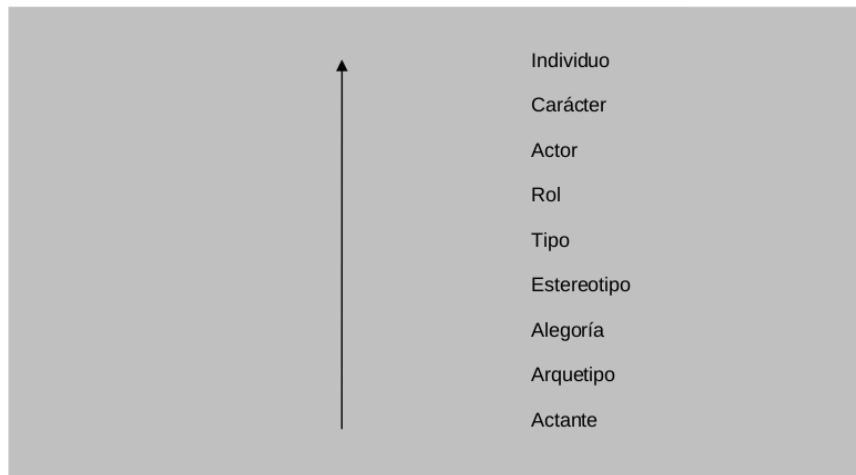 Individuo
Carácter
Actor
Rol
Tipo
Estereotipo
Alegoría
Arquetipo
Actante